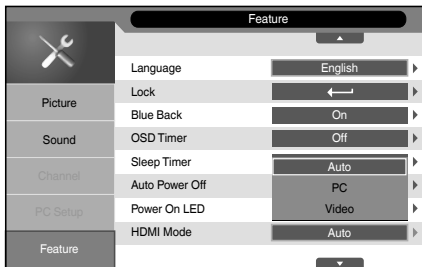 Feature
Picture
Sound
Channel
PC Setup
Feature
Language English
Lock
Blue Back On
OSD Timer Off
Sleep Timer
Auto Power Off
Power On LED
HDMI Mode Auto
Auto
PC
Video